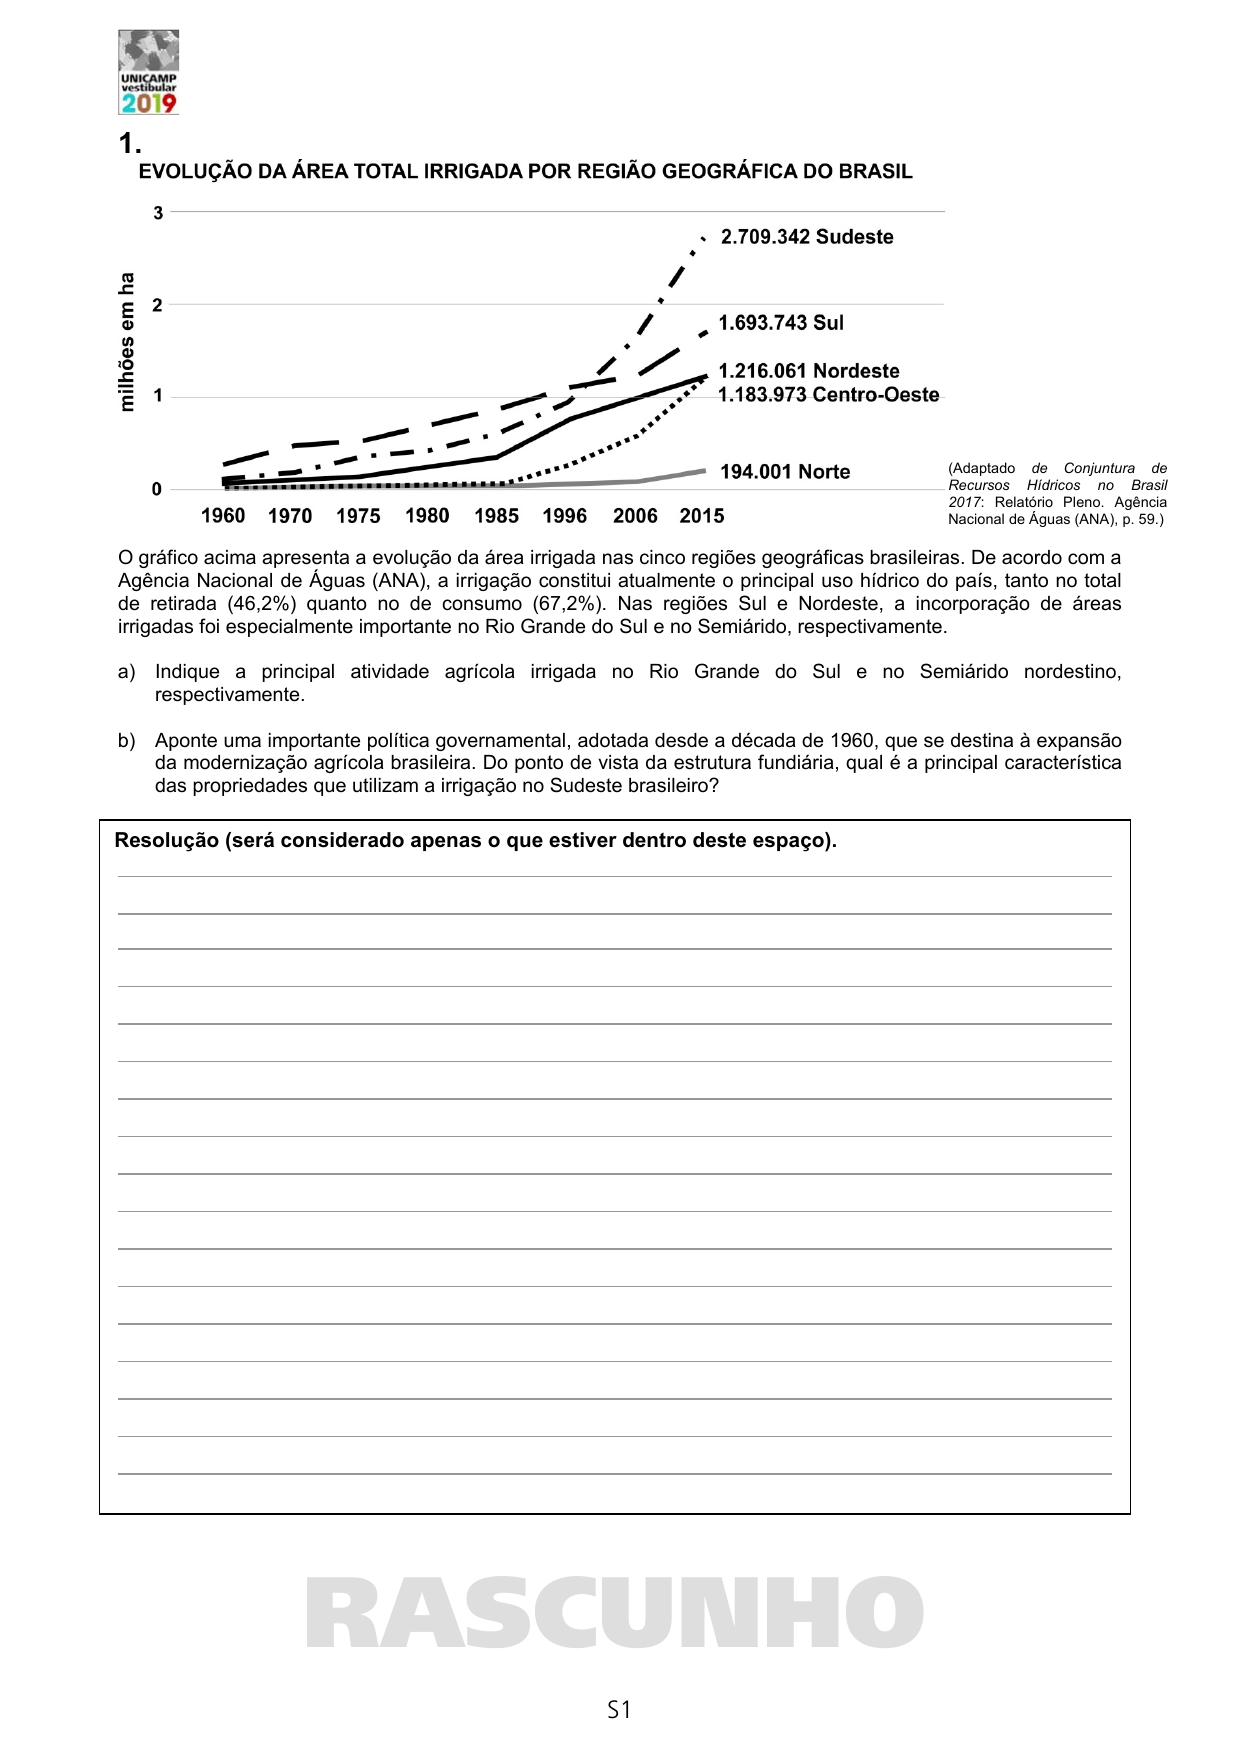 UNICAMP
vestibular
2019
1.
EVOLUÇÃO DA ÁREA TOTAL IRRIGADA POR REGIÃO GEOGRÁFICA DO BRASIL
milhões em ha
3
2
1
0
2.709.342 Sudeste
1.693.743 Sul
1.216.061 Nordeste
1.183.973 Centro-Oeste
194.001 Norte
1960 1970 1975 1980 1985 1996 2006 2015
(Adaptado de Conjuntura de
Recursos Hídricos no Brasil
2017: Relatório Pleno. Agência
Nacional de Águas (ANA), p. 59.)
O gráfico acima apresenta a evolução da área irrigada nas cinco regiões geográficas brasileiras. De acordo com a
Agência Nacional de Águas (ANA), a irrigação constitui atualmente o principal uso hídrico do país, tanto no total
de retirada (46,2%) quanto no de consumo (67,2%). Nas regiões Sul e Nordeste, a incorporação de áreas
irrigadas foi especialmente importante no Rio Grande do Sul e no Semiárido, respectivamente.
a) Indique a principal atividade agrícola irrigada no Rio Grande do Sul e no Semiárido nordestino,
respectivamente.
b) Aponte uma importante política governamental, adotada desde a década de 1960, que se destina à expansão
da modernização agrícola brasileira. Do ponto de vista da estrutura fundiária, qual é a principal característica
das propriedades que utilizam a irrigação no Sudeste brasileiro?
Resolução (será considerado apenas o que estiver dentro deste espaço).
RASCUNHO
S1